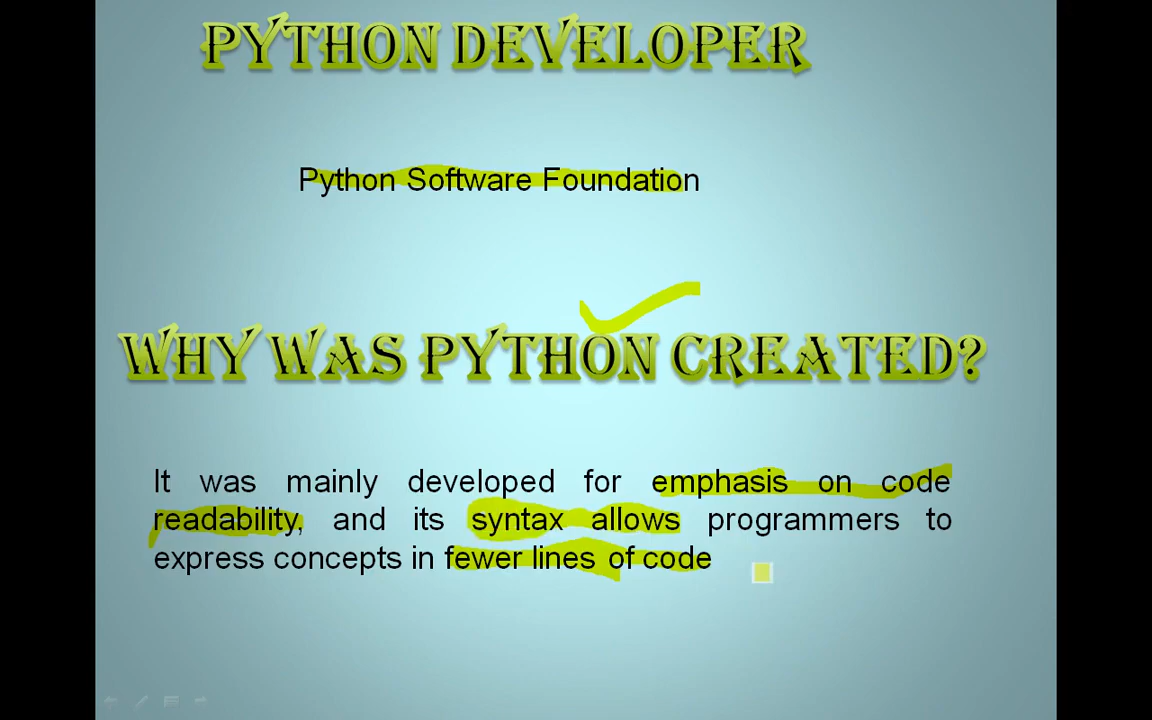 PYTHON DEVELOPER
Python Software Foundation
WHY WAS PYTHON CREATED?
It was mainly developed for emphasis on code
readability, and its syntax allows programmers to
express concepts in fewer lines of code